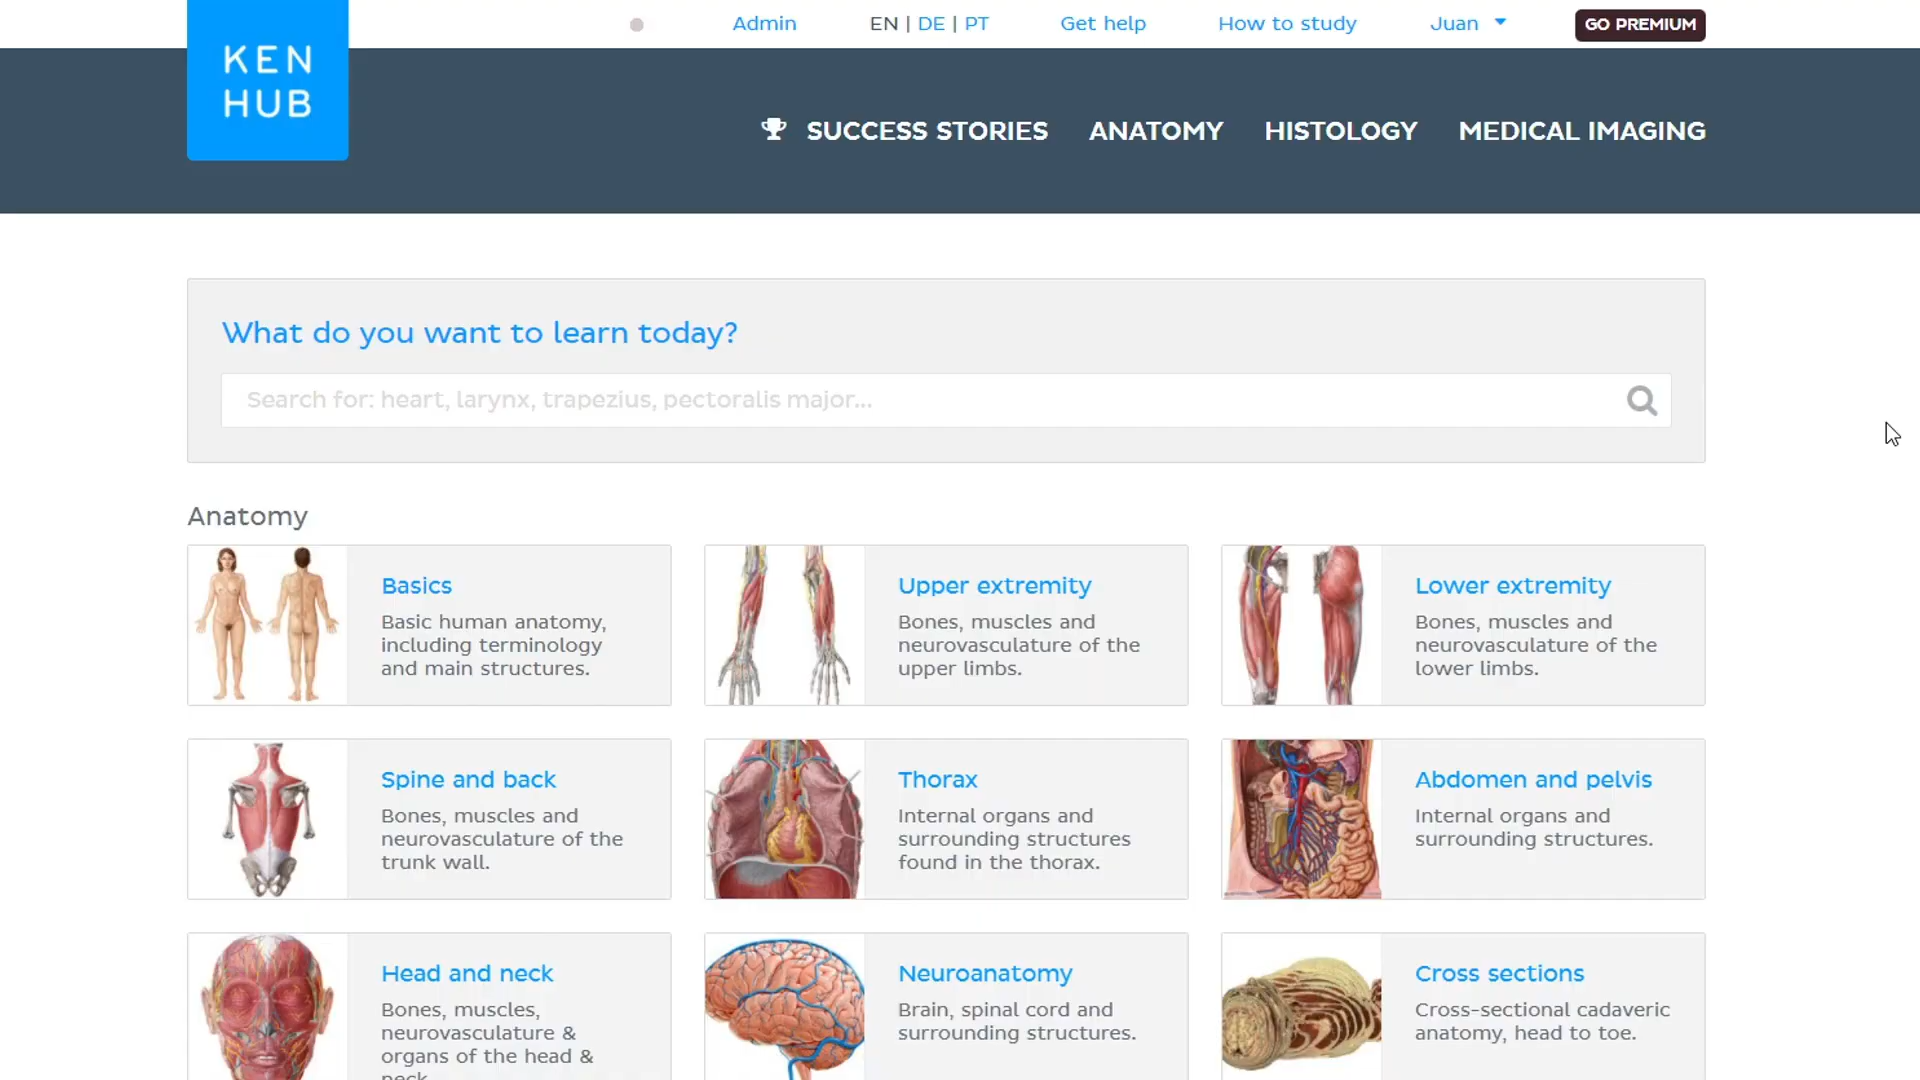 Admin
EN | DE | PT
Get help
How to study
Juan
GO PREMIUM
KEN
HUB
SUCCESS STORIES
ANATOMY
HISTOLOGY
MEDICAL IMAGING
What do you want to learn today?
Search for: heart, larynx, trapezius, pectoralis major...
Anatomy
Basics
Basic human anatomy,
including terminology
and main structures.
Upper extremity
Bones, muscles and
neurovasculature of the
upper limbs.
Lower extremity
Bones, muscles and
neurovasculature of the
lower limbs.
Spine and back
Bones, muscles and
neurovasculature of the
trunk wall.
Thorax
Internal organs and
surrounding structures
found in the thorax.
Abdomen and pelvis
Internal organs and
surrounding structures.
Head and neck
Bones, muscles,
neurovasculature &
organs of the head &
neck.
Neuroanatomy
Brain, spinal cord and
surrounding structures.
Cross sections
Cross-sectional cadaveric
anatomy, head to toe.